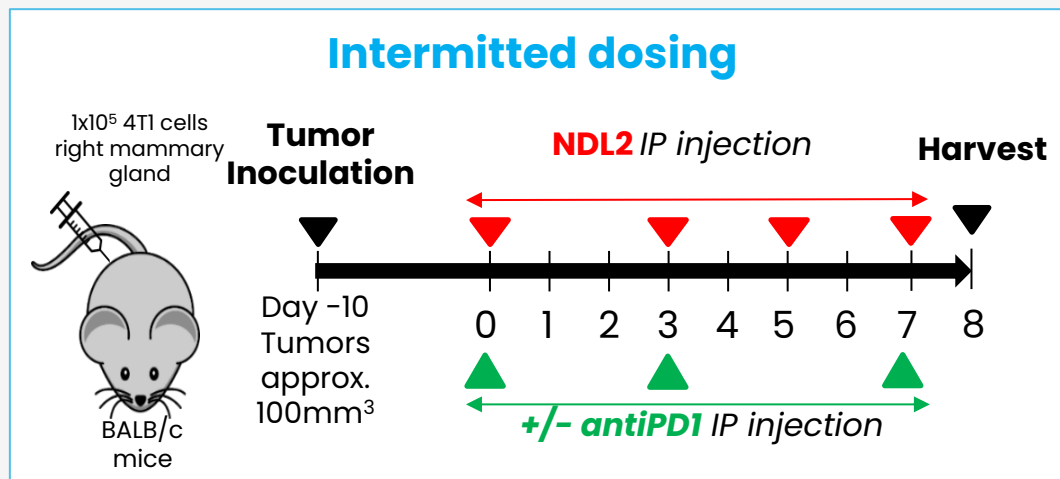 Intermitted dosing
1x10⁵ 4T1 cells
right mammary
gland
Tumor
Inoculation
NDL2 IP injection
Harvest
Day -10
Tumors
approx.
100mm³
0 1 2 3 4 5 6 7 8
+/- antiPD1 IP injection
BALB/c
mice